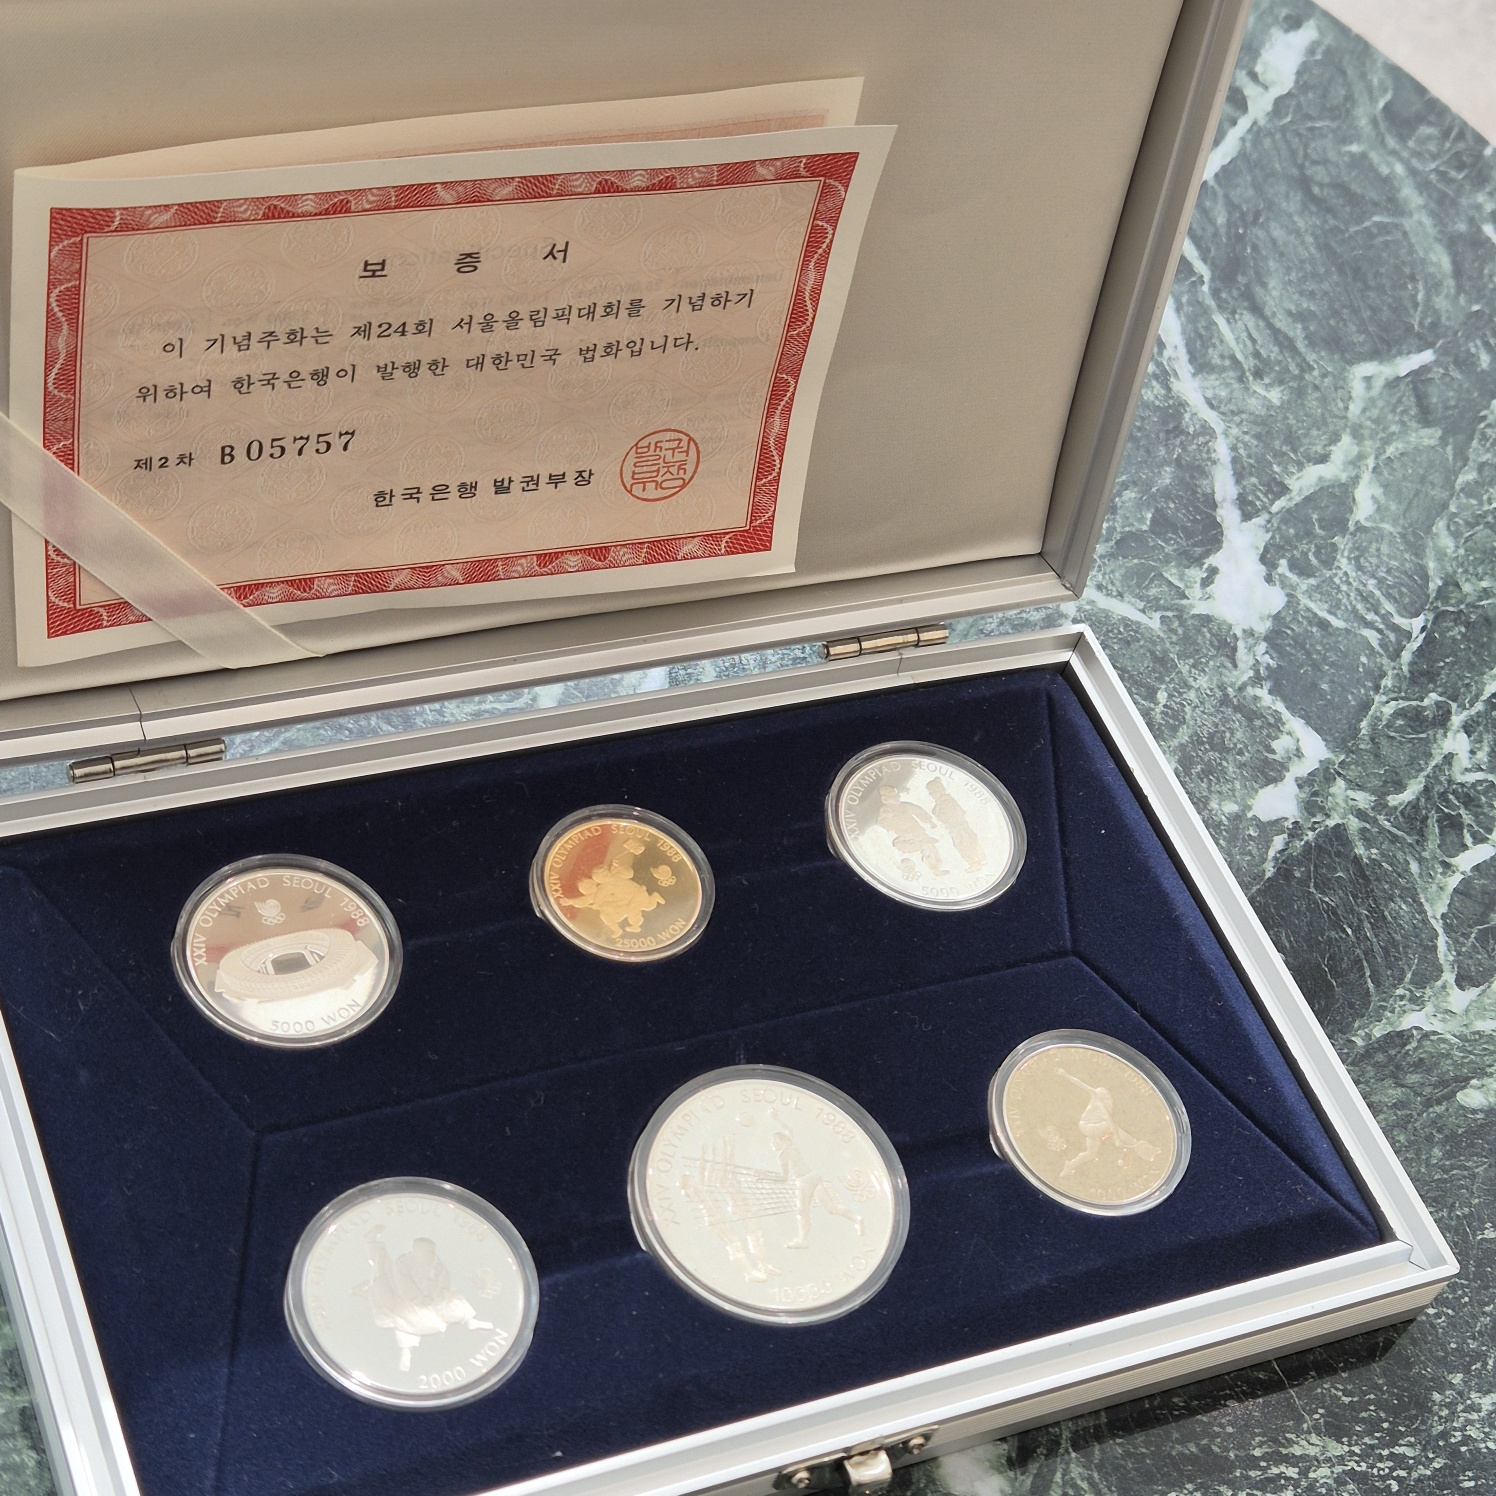 보 증 서
이 기념주화는 제24회 서울올림픽대회를 기념하기
위하여 한국은행이 발행한 대한민국 법화입니다.
제2차 B05757
한국은행 발권부장
XXIV OLYMPIAD SEOUL 1988
5000 WON
XXIV OLYMPIAD SEOUL 1988
25000 WON
XXIV OLYMPIAD SEOUL 1988
5000 WON
SEOUL 1988
2000 WON
XXIV OLYMPIAD SEOUL 1988